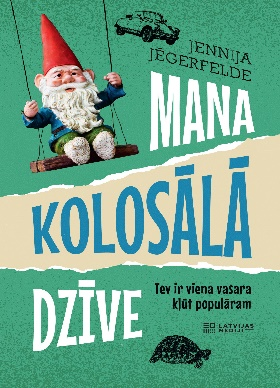 JENNIJA
JĒGERFELDE
MANA
KOLOSĀLĀ
DZĪVE
Tev ir viena vasara
kļūt populāram
LATVIJAS
MEDIJI